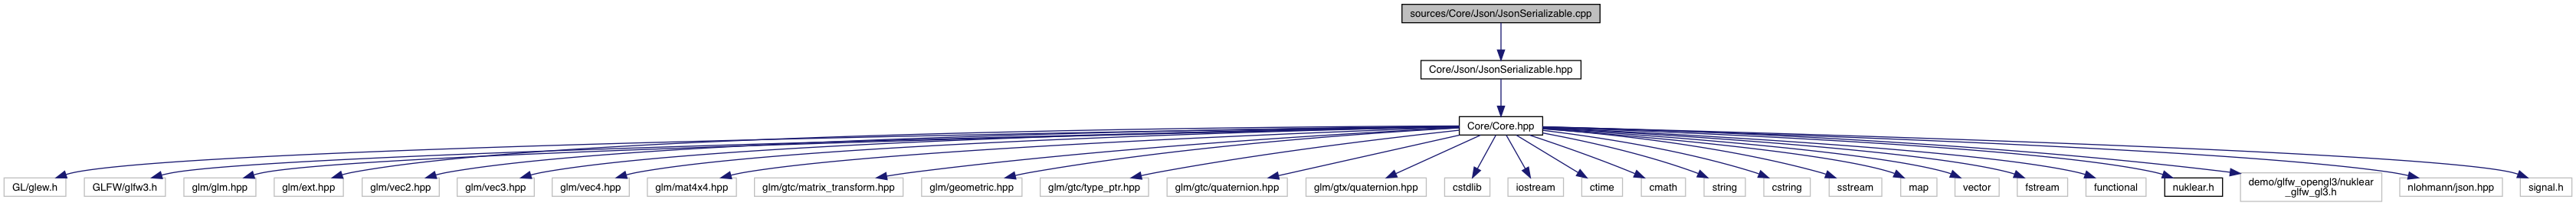 sources/Core/Json/JsonSerializable.cpp
Core/Json/JsonSerializable.hpp
Core/Core.hpp
GL/glew.h
GLFW/glfw3.h
glm/glm.hpp
glm/ext.hpp
glm/vec2.hpp
glm/vec3.hpp
glm/vec4.hpp
glm/mat4x4.hpp
glm/gtc/matrix_transform.hpp
glm/geometric.hpp
glm/gtc/type_ptr.hpp
glm/gtc/quaternion.hpp
glm/gtx/quaternion.hpp
cstdlib
iostream
ctime
cmath
string
cstring
sstream
map
vector
fstream
functional
nuklear.h
demo/glfw_opengl3/nuklear
_glfw_gl3.h
nlohmann/json.hpp
signal.h